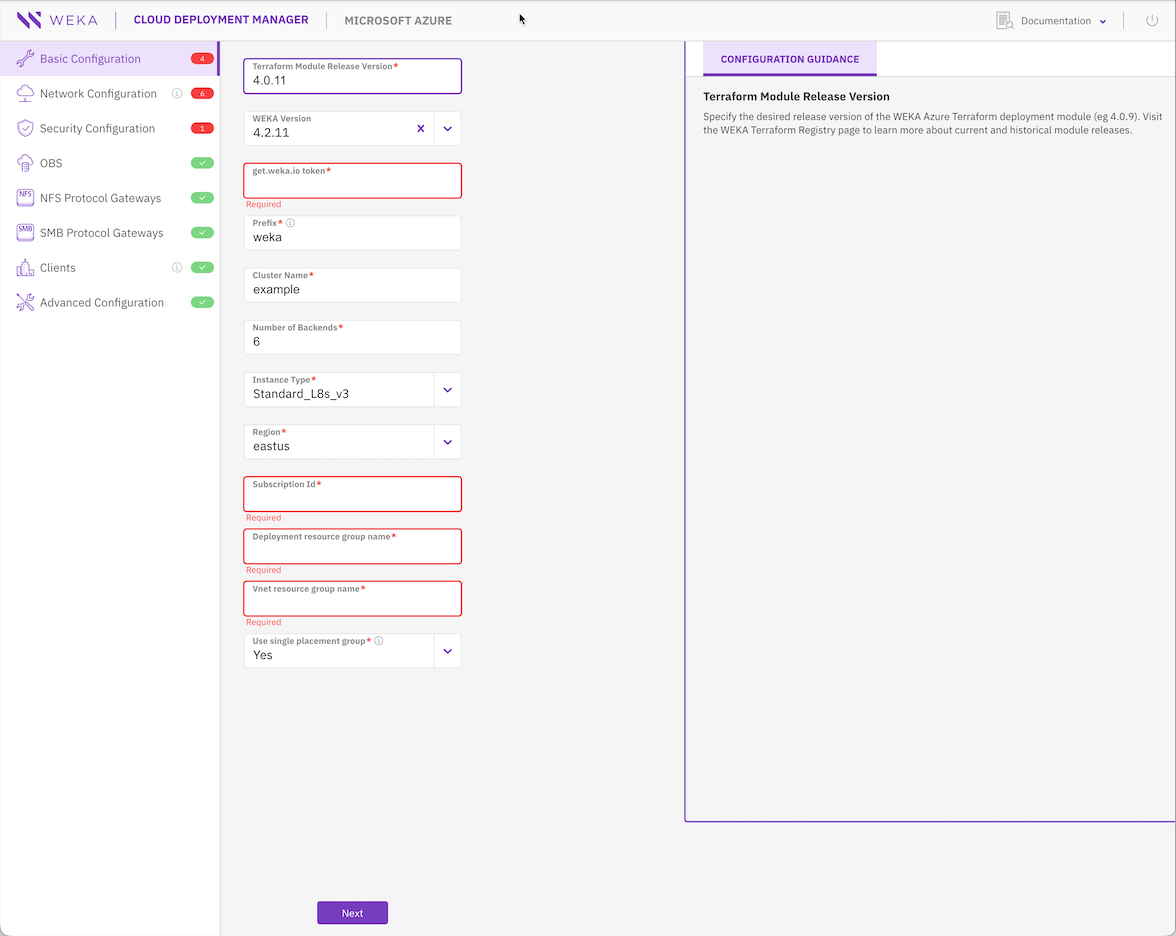 WEKA
CLOUD DEPLOYMENT MANAGER
MICROSOFT AZURE
Documentation
Basic Configuration 4
Network Configuration 6
Security Configuration 1
OBS
NFS NFS Protocol Gateways
SMB SMB Protocol Gateways
Clients
Advanced Configuration
Terraform Module Release Version*
4.0.11
WEKA Version
4.2.11
get.weka.io token*
Required
Prefix*
weka
Cluster Name*
example
Number of Backends*
6
Instance Type*
Standard_L8s_v3
Region*
eastus
Subscription Id*
Required
Deployment resource group name*
Required
Vnet resource group name*
Required
Use single placement group*
Yes
Next
CONFIGURATION GUIDANCE
Terraform Module Release Version
Specify the desired release version of the WEKA Azure Terraform deployment module (eg 4.0.9). Visit
the WEKA Terraform Registry page to learn more about current and historical module releases.